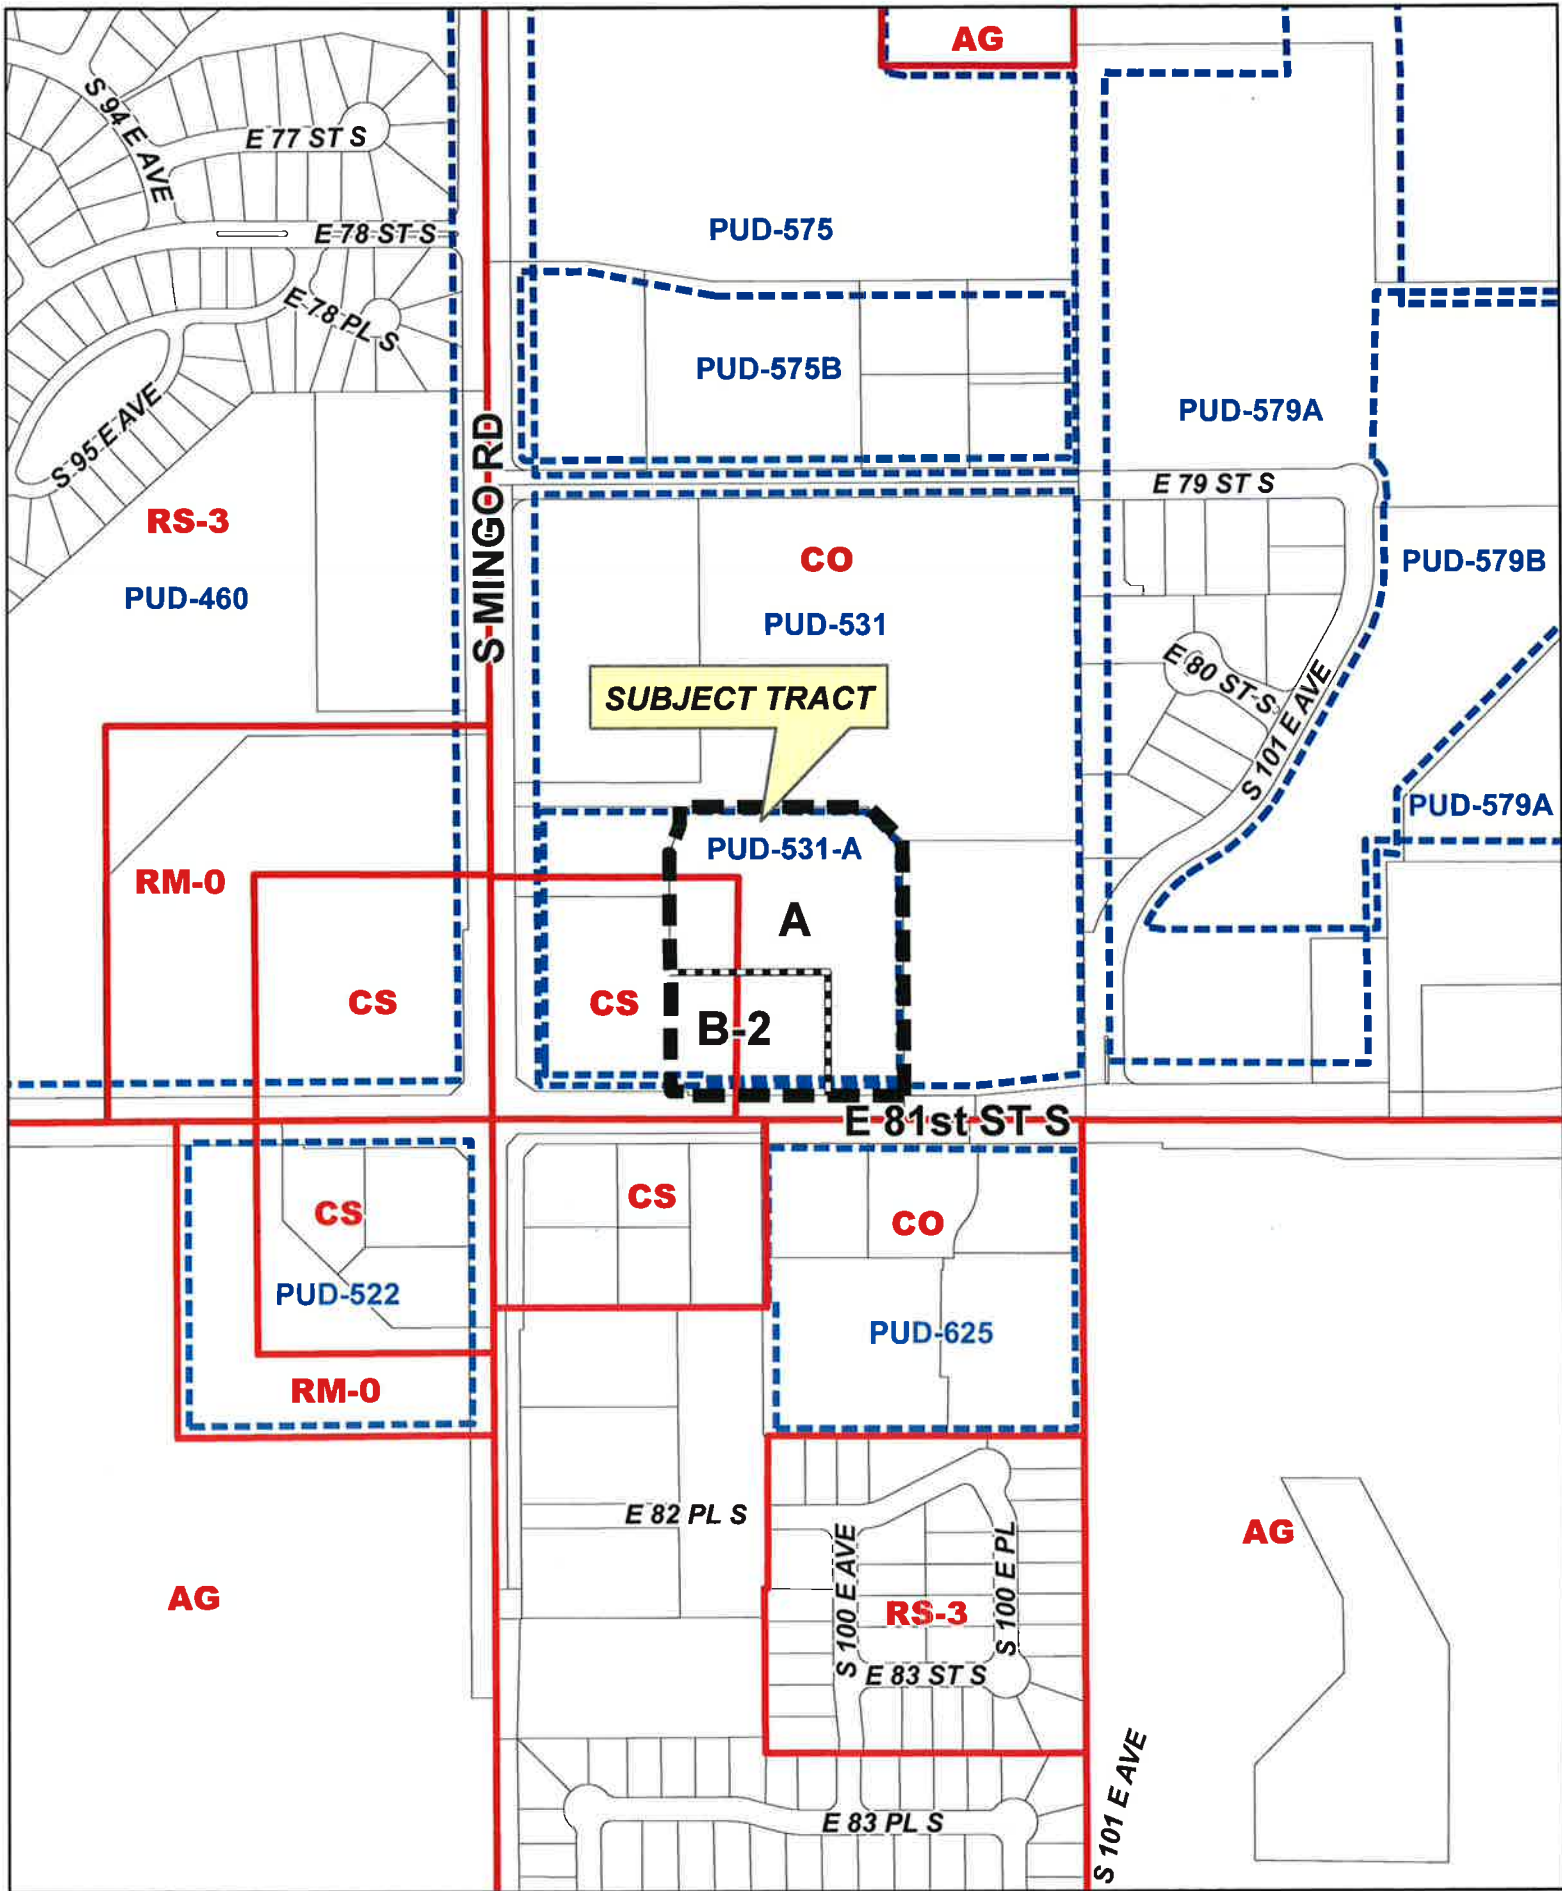 AG
S 94 E AVE
E 77 ST S
PUD-575
E 78 ST S
E 78 PL S
PUD-575B
S 95 E AVE
PUD-579A
S MINGO RD
E 79 ST S
RS-3
CO
PUD-579B
PUD-460
PUD-531
E 80 ST S
SUBJECT TRACT
S 101 E AVE
PUD-579A
PUD-531-A
RM-0
A
CS
CS
B-2
E 81st ST S
CS
CS
CO
PUD-522
PUD-625
RM-0
E 82 PL S
AG
S 100 E AVE
S 100 E PL
AG
RS-3
E 83 ST S
S 101 E AVE
E 83 PL S